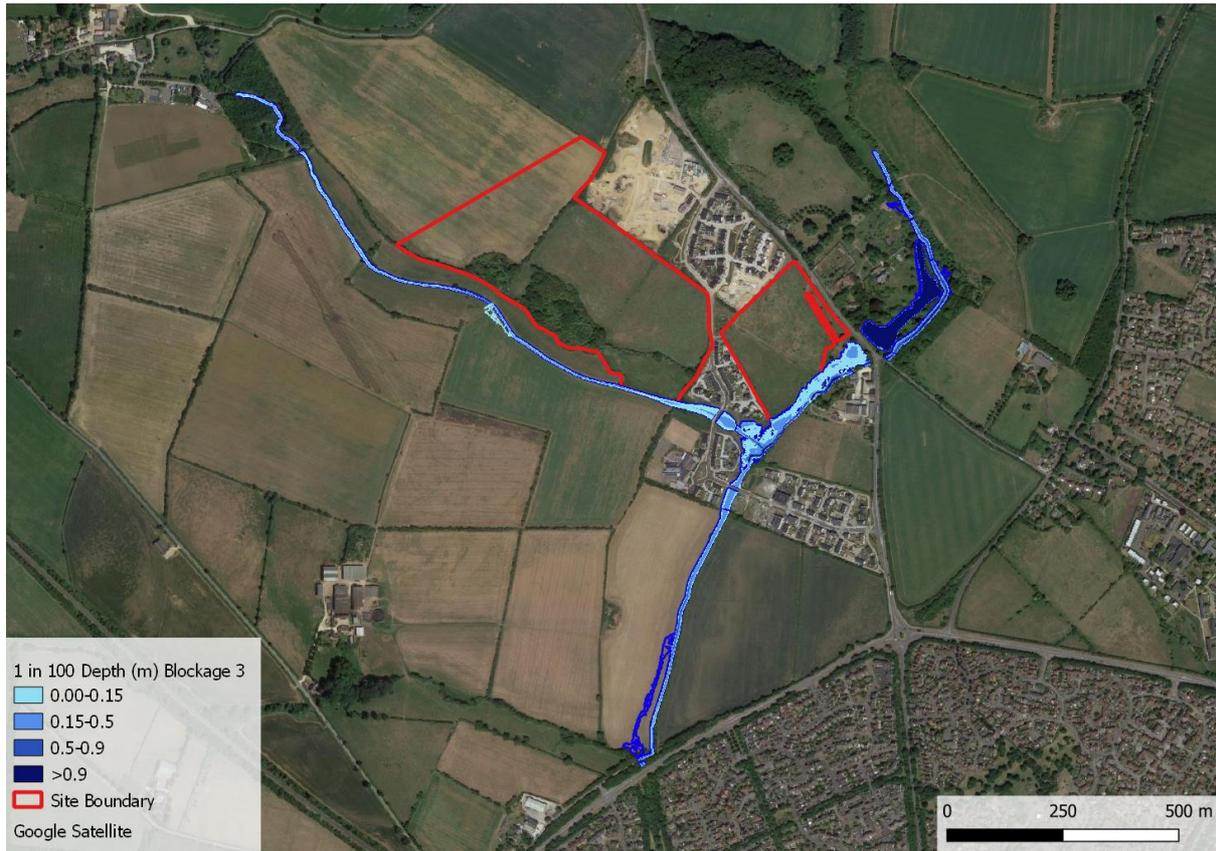 1 in 100 Depth (m) Blockage 3
0.00-0.15
0.15-0.5
0.5-0.9
>0.9
Site Boundary
Google Satellite
0 250 500 m